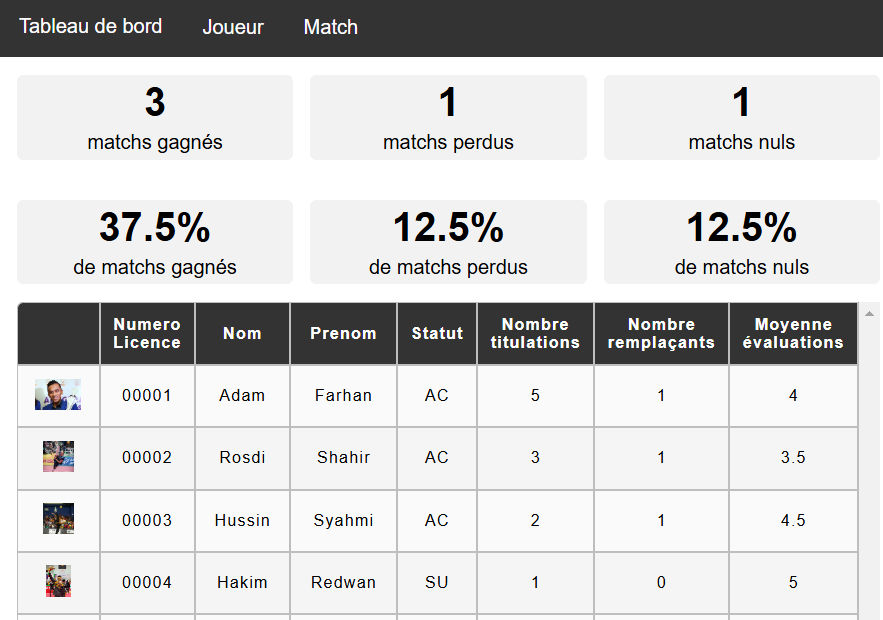 Tableau de bord Joueur Match
3 1 1
matchs gagnés matchs perdus matchs nuls
37.5% 12.5% 12.5%
de matchs gagnés de matchs perdus de matchs nuls
Numero Licence Nom Prenom Statut Nombre titulations Nombre remplaçants Moyenne évaluations
00001 Adam Farhan AC 5 1 4
00002 Rosdi Shahir AC 3 1 3.5
00003 Hussin Syahmi AC 2 1 4.5
00004 Hakim Redwan SU 1 0 5